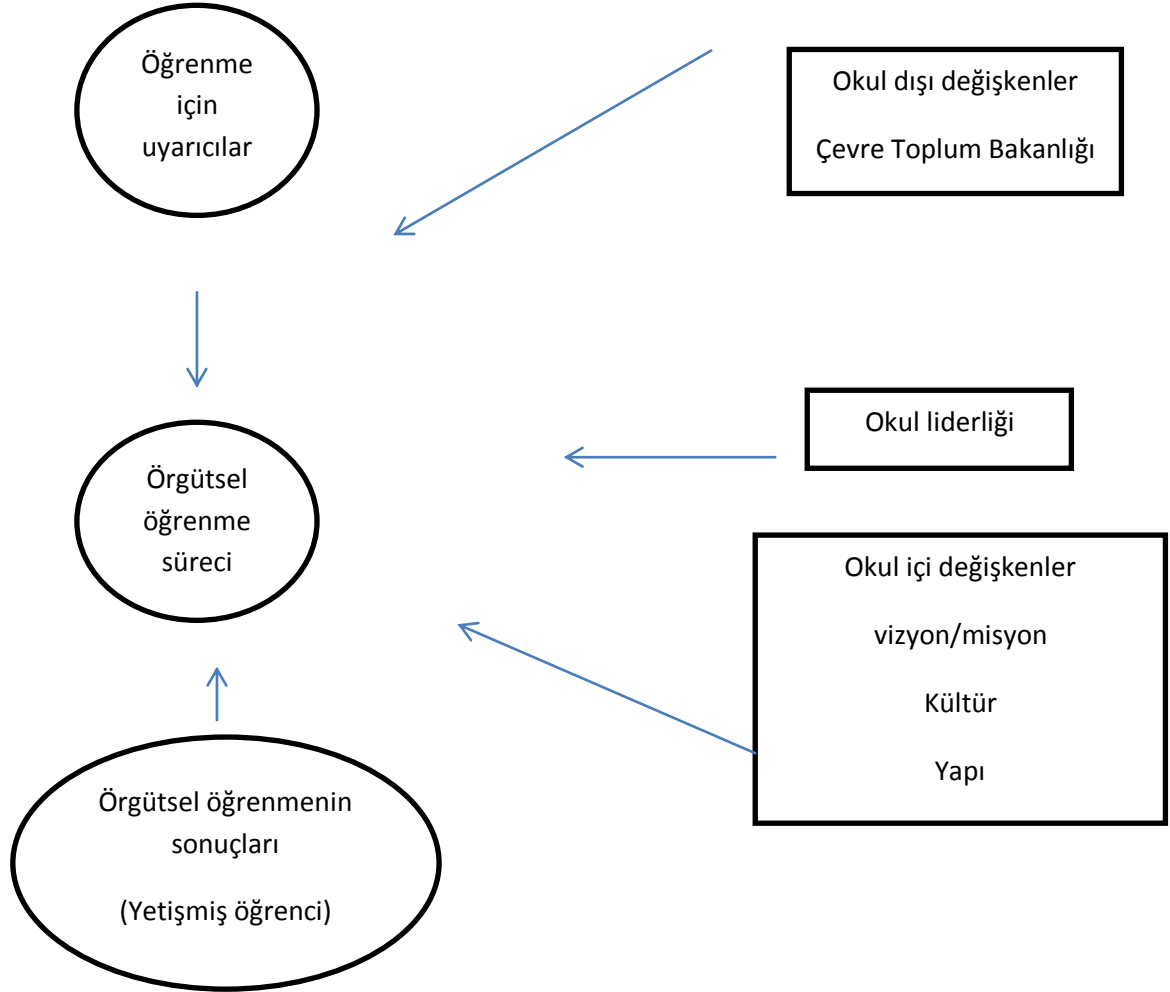 Öğrenme
için
uyarıcılar
Okul dışı değişkenler
Çevre Toplum Bakanlığı
Okul liderliği
Örgütsel
öğrenme
süreci
Okul içi değişkenler
vizyon/misyon
Kültür
Yapı
Örgütsel öğrenmenin
sonuçları
(Yetişmiş öğrenci)